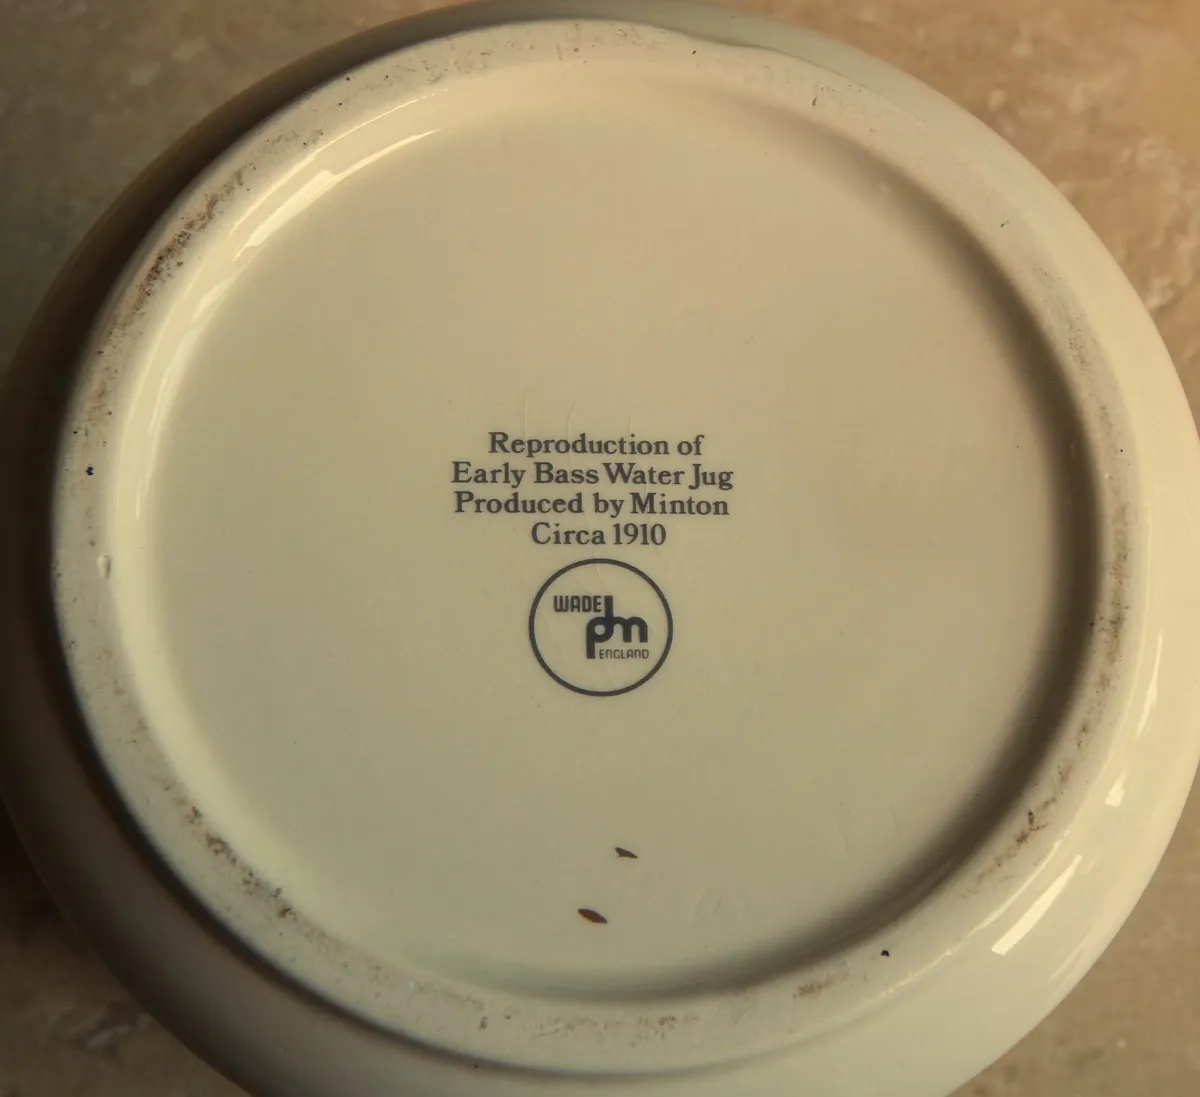 Reproduction of
Early Bass Water Jug
Produced by Minton
Circa 1910
WADE
pdm
ENGLAND